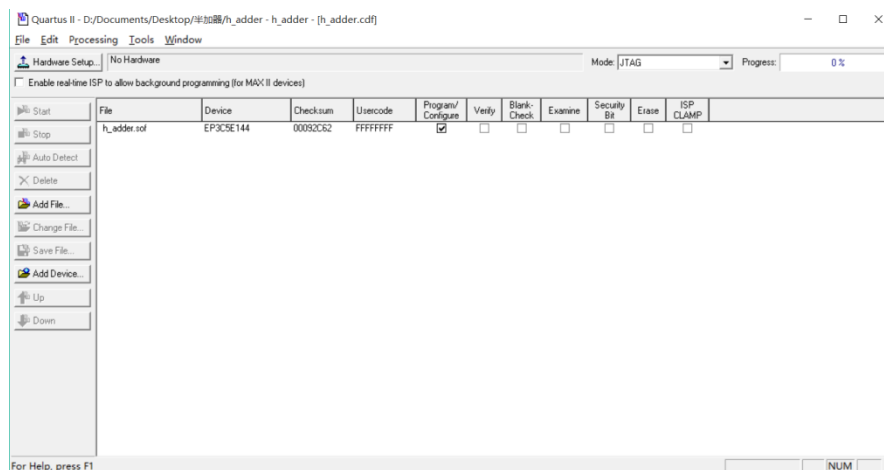 Quartus II - D:/Documents/Desktop/半加器/h_adder - h_adder - [h_adder.cdf]
File Edit Processing Tools Window
Hardware Setup... No Hardware Mode: JTAG Progress: 0 %
Enable real-time ISP to allow background programming (for MAX II devices)
Start
Stop
Auto Detect
Delete
Add File...
Change File...
Save File...
Add Device...
Up
Down
File Device Checksum Usercode Program/Configure Verify Blank-Check Examine Security Bit Erase ISP CLAMP
h_adder.sof EP3C5E144 00092C62 FFFFFFFF
For Help, press F1 NUM